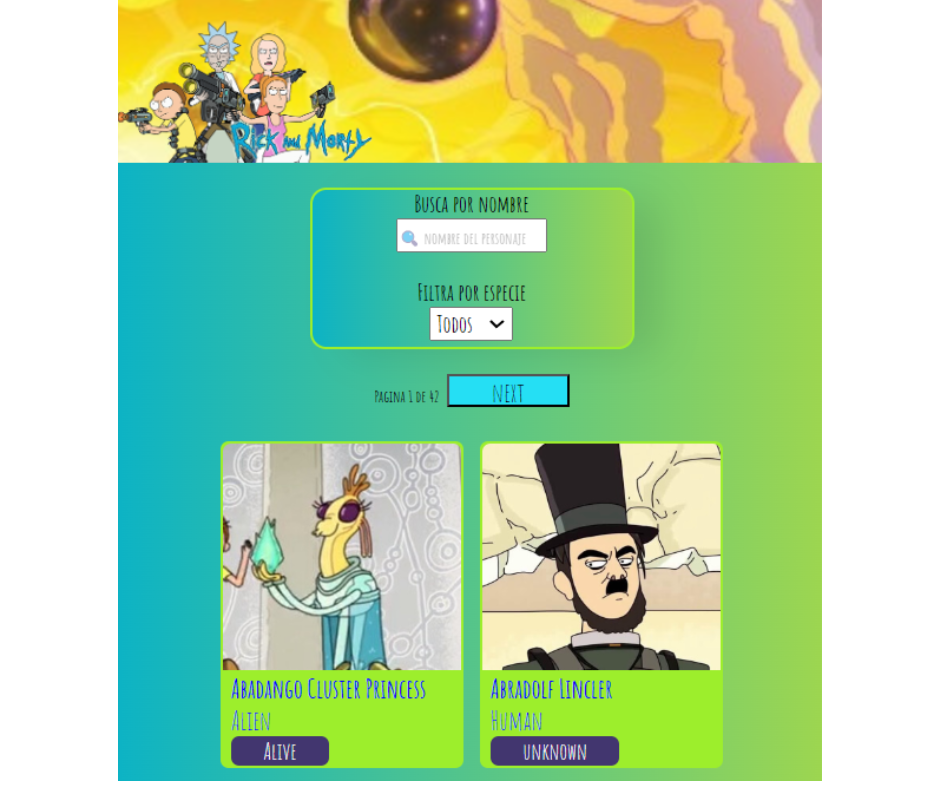 Rick and Morty
Busca por nombre
nombre del personaje
Filtra por especie
Todos
Pagina 1 de 42
next
Abadango Cluster Princess
Alien
Alive
Abradolf Lincler
Human
unknown